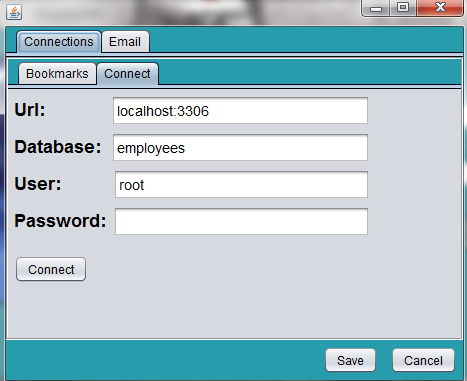 Connections Email
Bookmarks Connect
Url: localhost:3306
Database: employees
User: root
Password:
Connect
Save Cancel